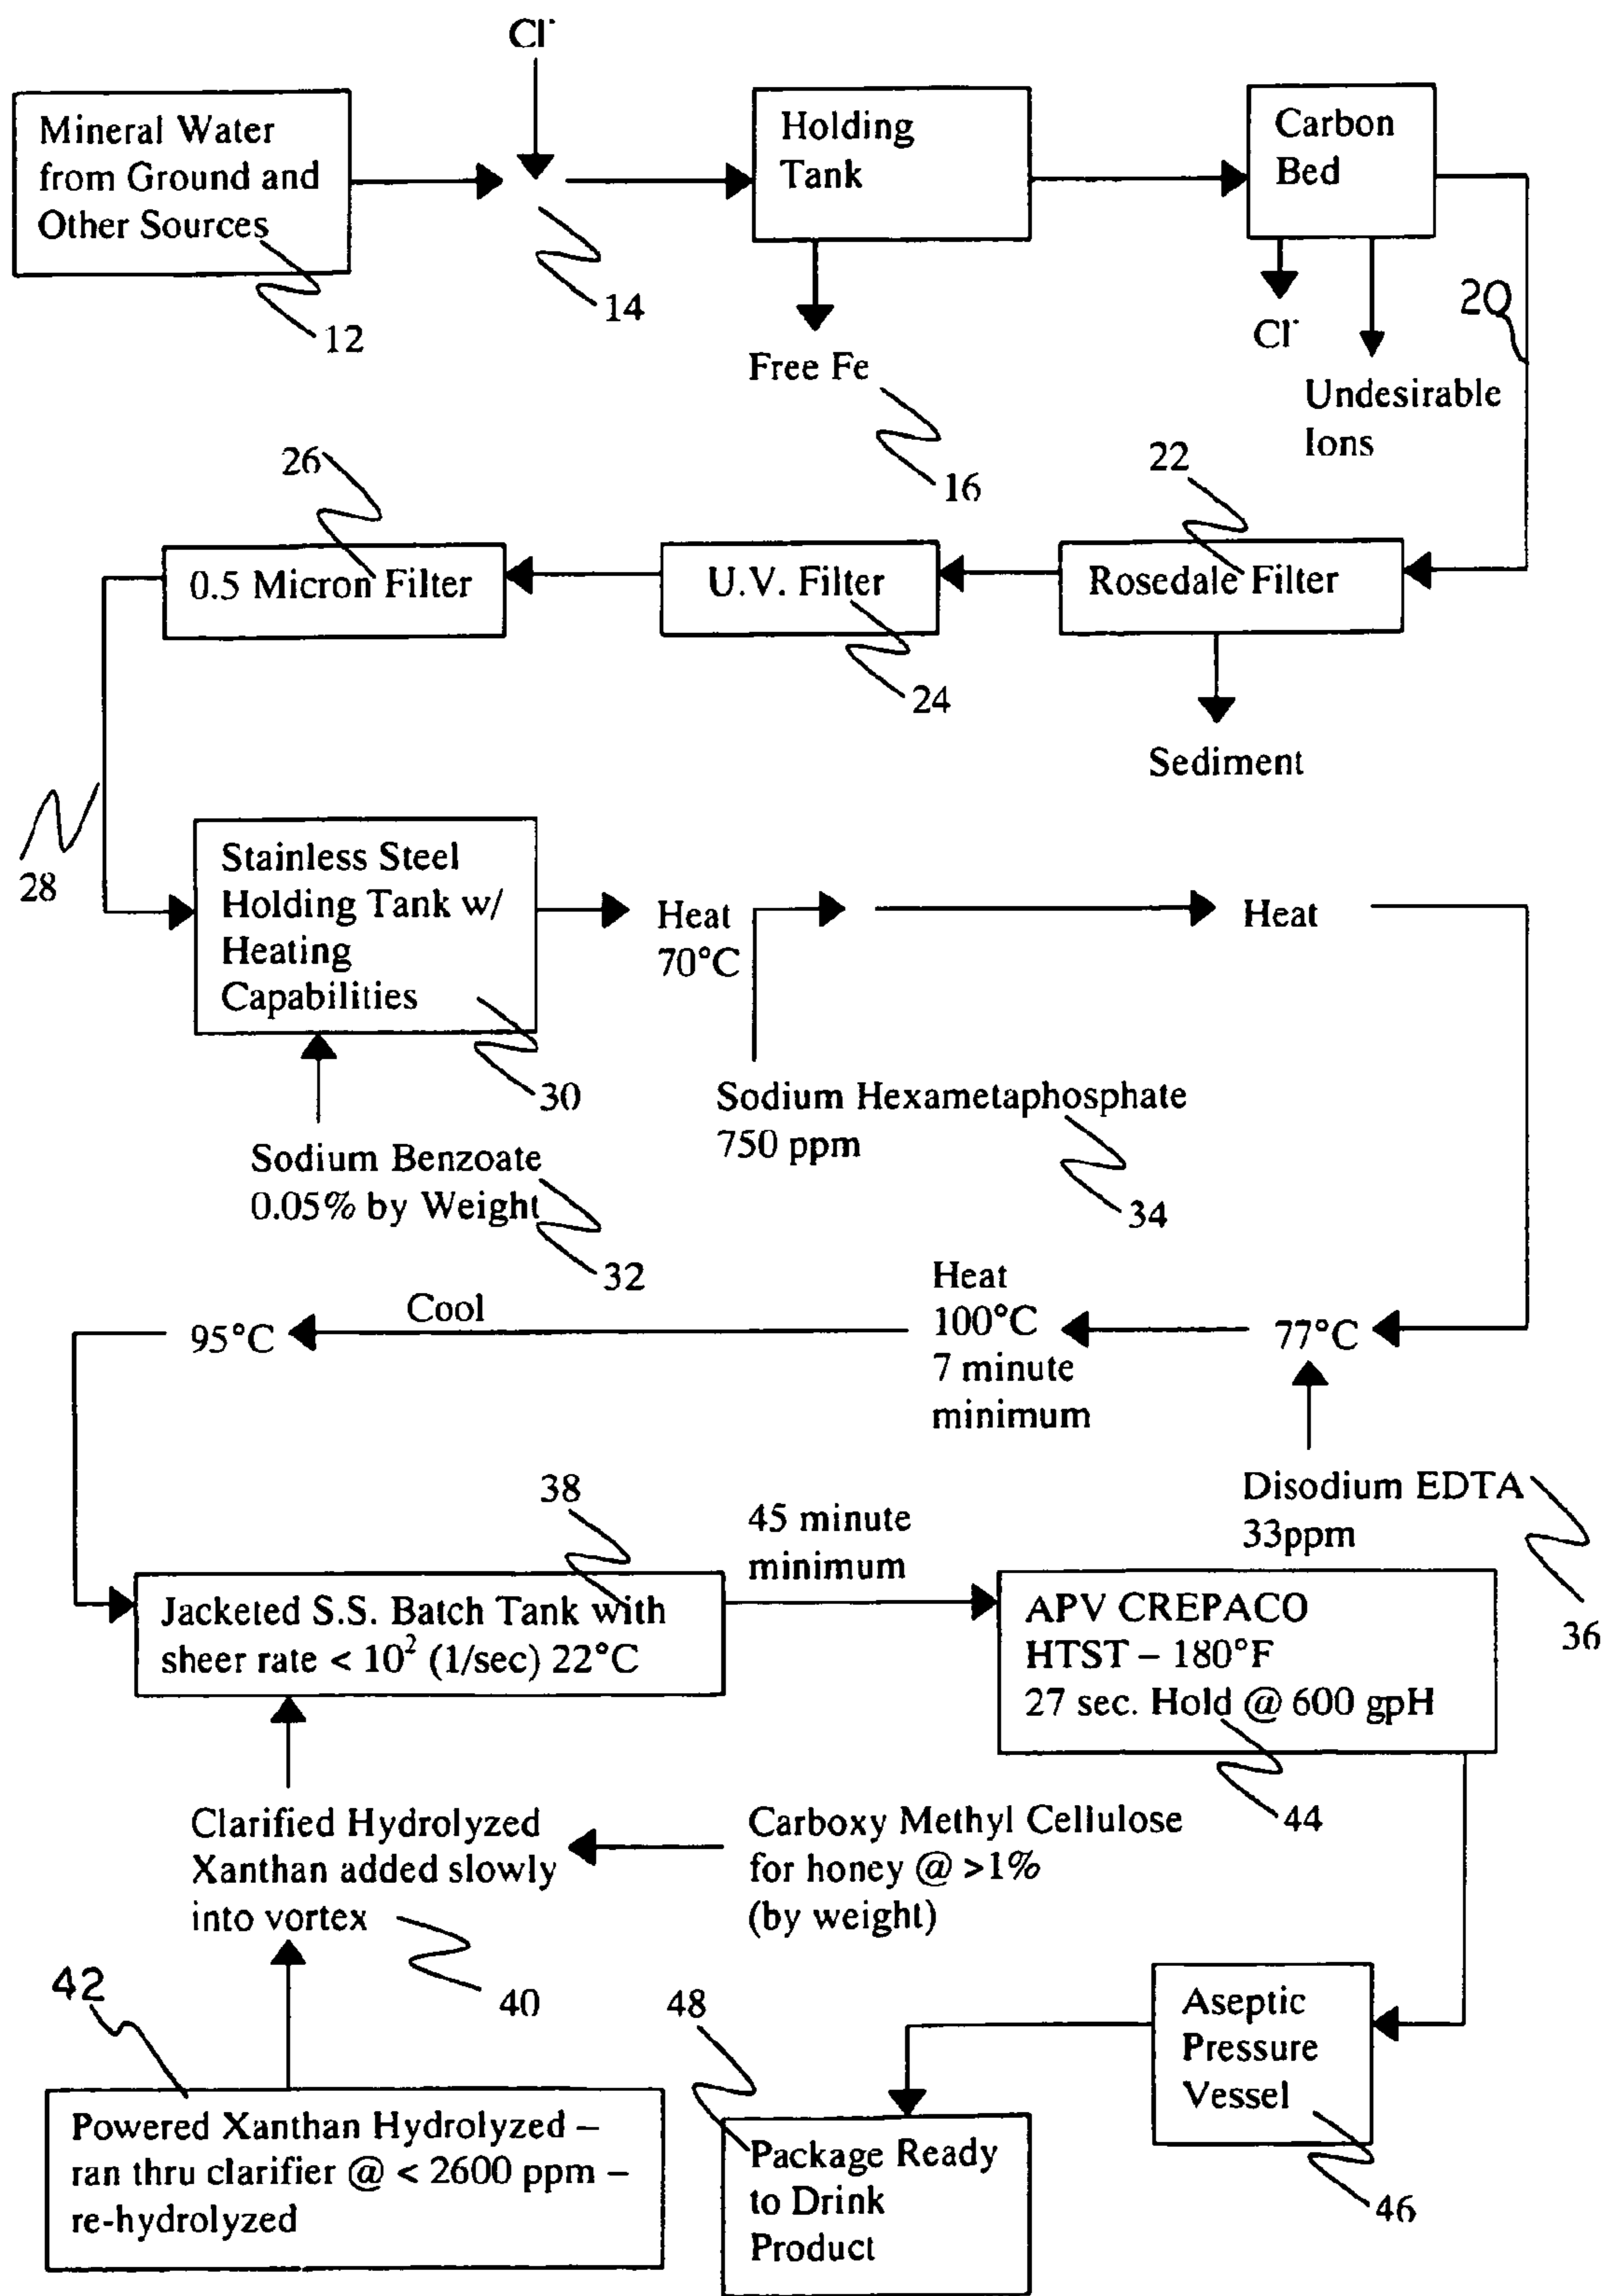 Cl-
Mineral Water
from Ground and
Other Sources
12
14
Holding
Tank
Free Fe
16
Carbon
Bed
Cl-
Undesirable
Ions
20
22
Rosedale Filter
Sediment
U.V. Filter
24
26
0.5 Micron Filter
28
Stainless Steel
Holding Tank w/
Heating
Capabilities
30
Sodium Benzoate
0.05% by Weight
32
Heat
70°C
Sodium Hexametaphosphate
750 ppm
34
Heat
77°C
Disodium EDTA
33ppm
36
Heat
100°C
7 minute
minimum
Cool
95°C
38
Jacketed S.S. Batch Tank with
sheer rate < 10² (1/sec) 22°C
45 minute
minimum
APV CREPACO
HTST – 180°F
27 sec. Hold @ 600 gpH
44
Clarified Hydrolyzed
Xanthan added slowly
into vortex
40
Carboxy Methyl Cellulose
for honey @ >1%
(by weight)
42
Powered Xanthan Hydrolyzed –
ran thru clarifier @ < 2600 ppm –
re-hydrolyzed
Aseptic
Pressure
Vessel
46
48
Package Ready
to Drink
Product